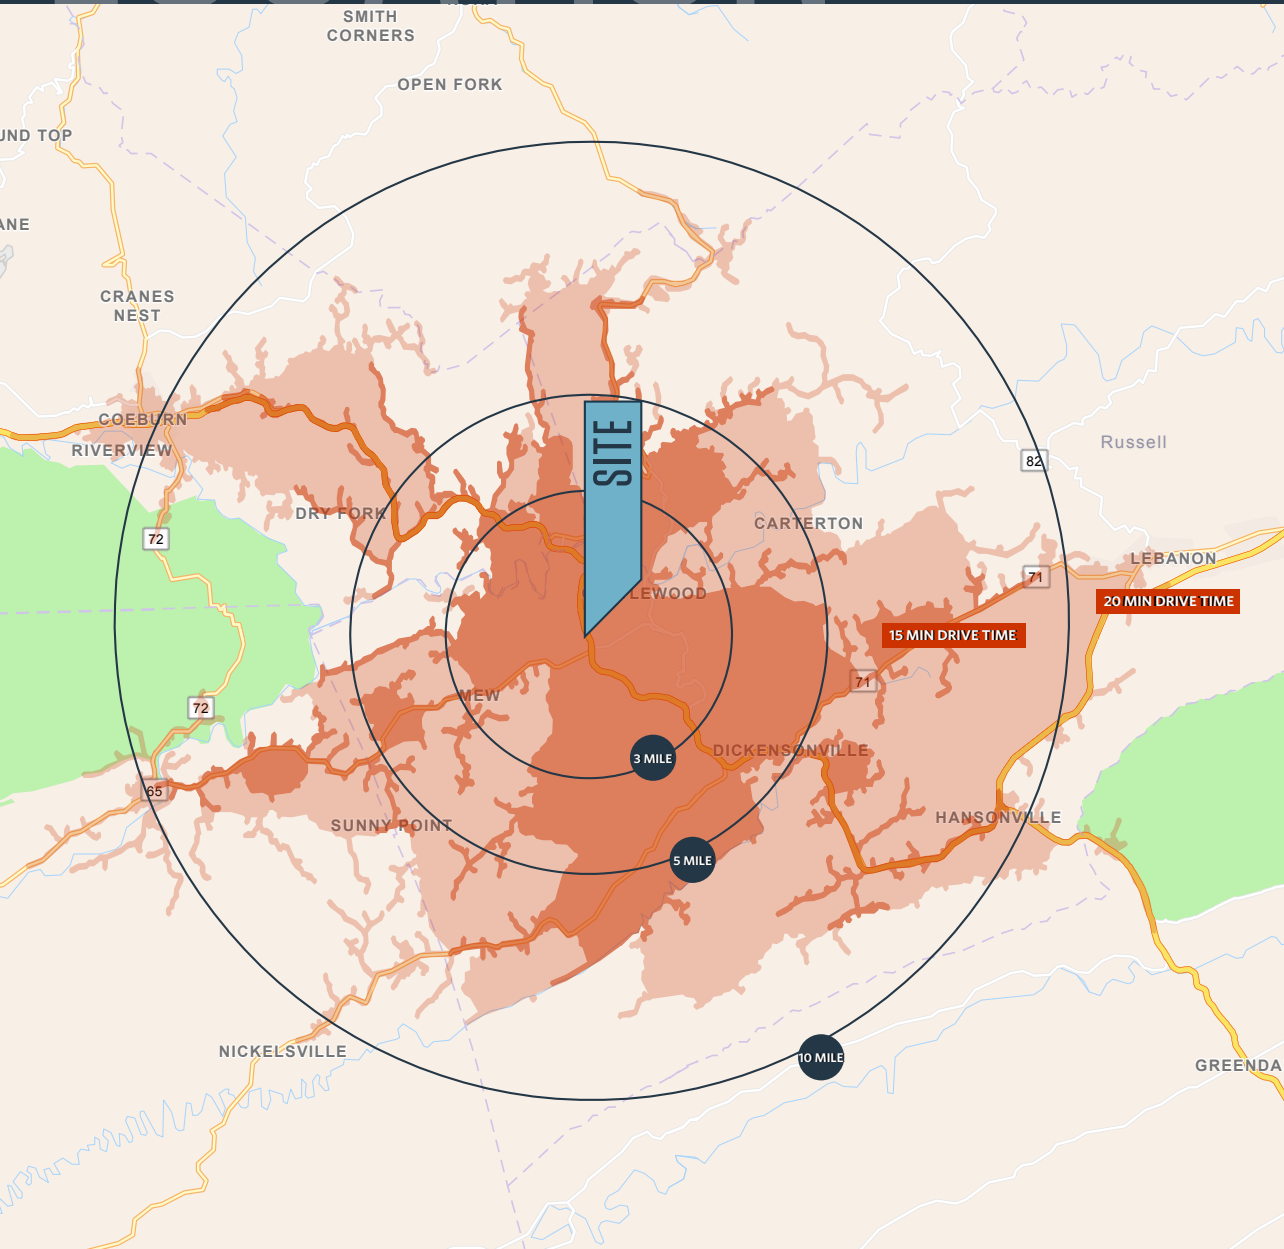 SMITH
CORNERS
OPEN FORK
UND TOP
ANE
CRANES
NEST
COEBURN
RIVERVIEW
SITE
Russell
82
DRY FORK
CARTERTON
72
LEBANON
71
LEWOOD
20 MIN DRIVE TIME
15 MIN DRIVE TIME
71
MEW
72
DICKENSONVILLE
3 MILE
65
SUNNY POINT
HANSONVILLE
5 MILE
NICKELSVILLE
10 MILE
GREENDA